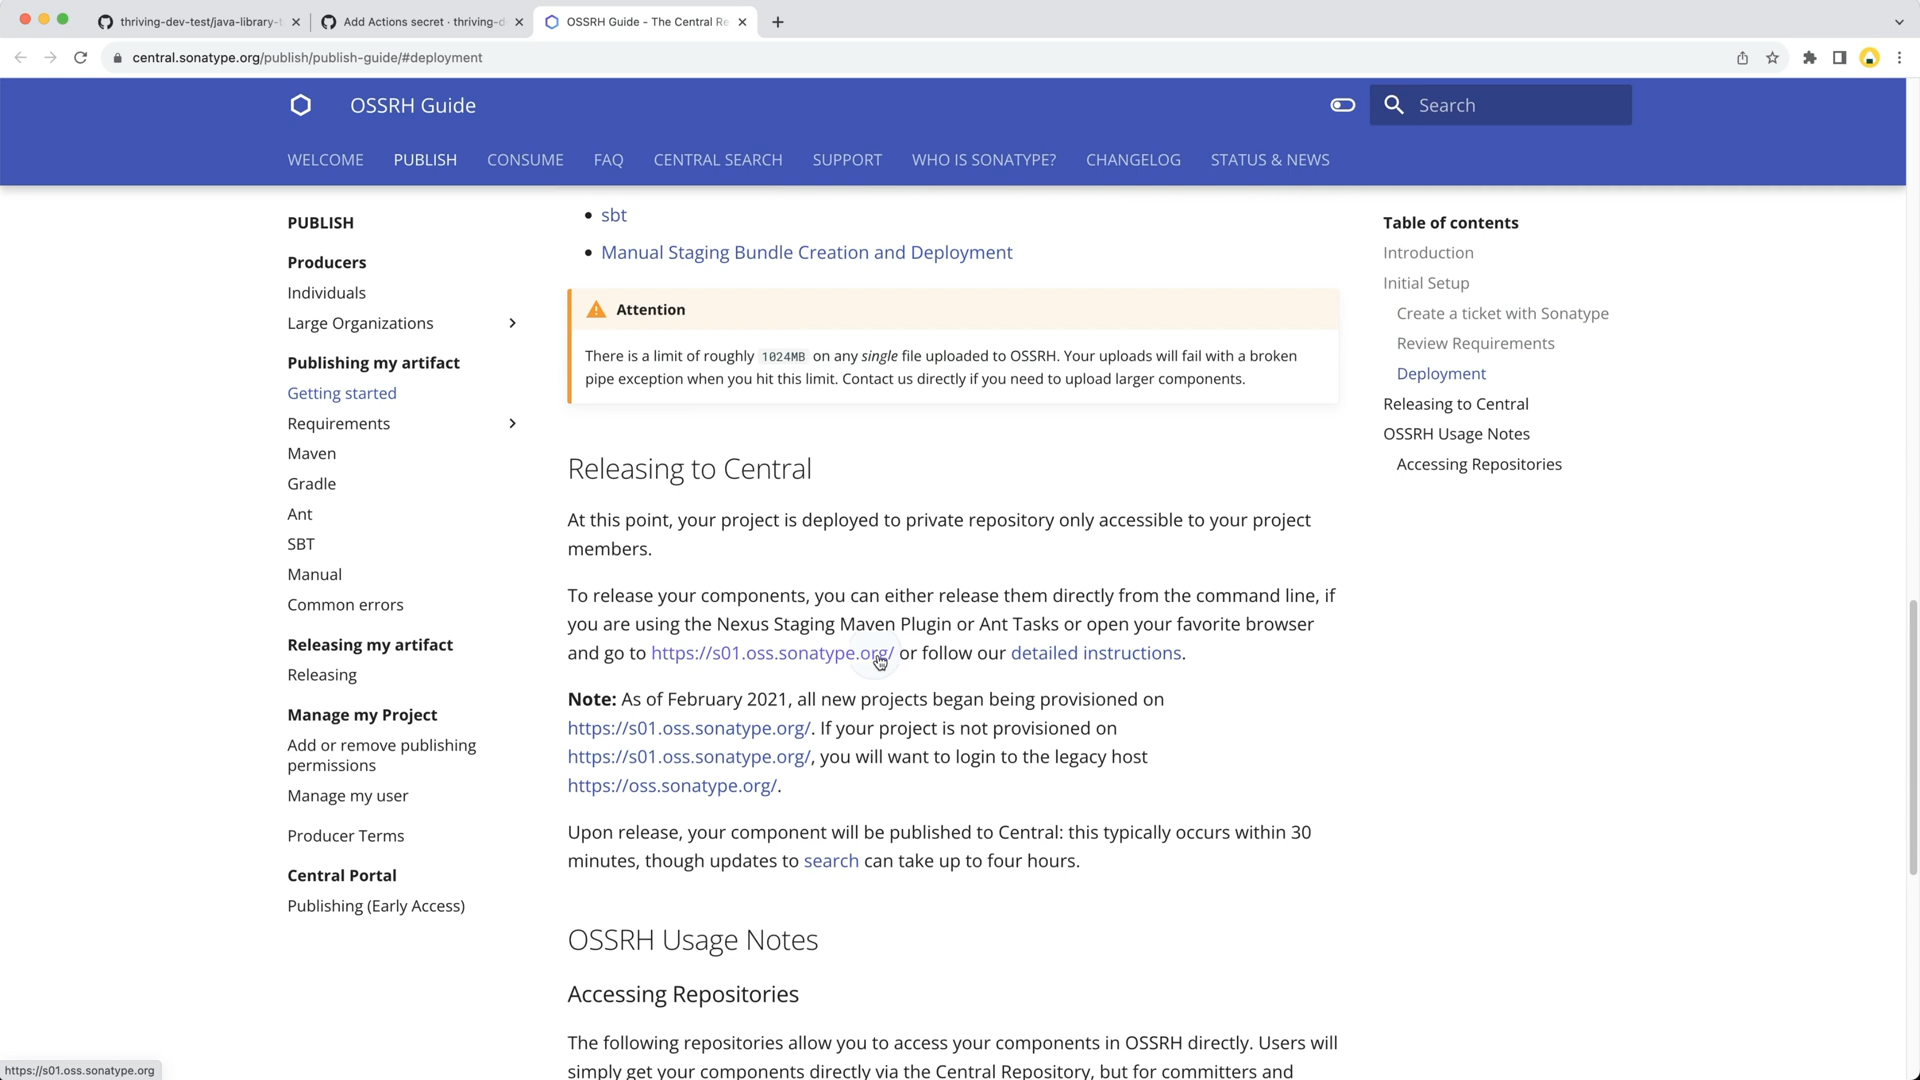 thriving-dev-test/java-library-t
Add Actions secret · thriving-d
OSSRH Guide - The Central Re
central.sonatype.org/publish/publish-guide/#deployment
OSSRH Guide
Search
WELCOME PUBLISH CONSUME FAQ CENTRAL SEARCH SUPPORT WHO IS SONATYPE? CHANGELOG STATUS & NEWS
PUBLISH
Producers
Individuals
Large Organizations
Publishing my artifact
Getting started
Requirements
Maven
Gradle
Ant
SBT
Manual
Common errors
Releasing my artifact
Releasing
Manage my Project
Add or remove publishing
permissions
Manage my user
Producer Terms
Central Portal
Publishing (Early Access)
sbt
Manual Staging Bundle Creation and Deployment
Attention
There is a limit of roughly 1024MB on any single file uploaded to OSSRH. Your uploads will fail with a broken
pipe exception when you hit this limit. Contact us directly if you need to upload larger components.
Releasing to Central
At this point, your project is deployed to private repository only accessible to your project
members.
To release your components, you can either release them directly from the command line, if
you are using the Nexus Staging Maven Plugin or Ant Tasks or open your favorite browser
and go to https://s01.oss.sonatype.org/ or follow our detailed instructions.
Note: As of February 2021, all new projects began being provisioned on
https://s01.oss.sonatype.org/. If your project is not provisioned on
https://s01.oss.sonatype.org/, you will want to login to the legacy host
https://oss.sonatype.org/.
Upon release, your component will be published to Central: this typically occurs within 30
minutes, though updates to search can take up to four hours.
OSSRH Usage Notes
Accessing Repositories
The following repositories allow you to access your components in OSSRH directly. Users will
simply get your components directly via the Central Repository, but for committers and
Table of contents
Introduction
Initial Setup
Create a ticket with Sonatype
Review Requirements
Deployment
Releasing to Central
OSSRH Usage Notes
Accessing Repositories
https://s01.oss.sonatype.org